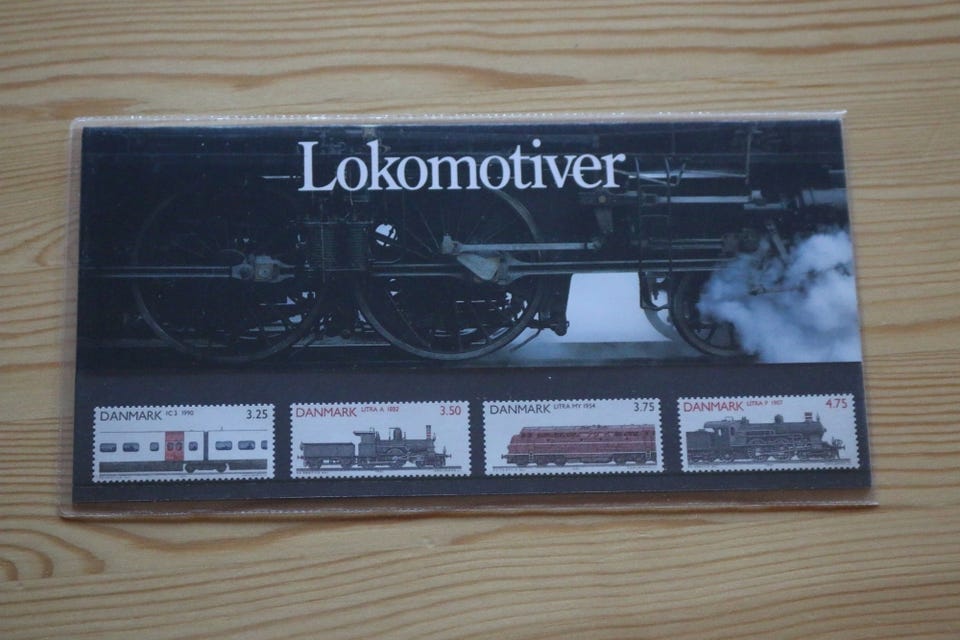 Lokomotiver
DANMARK IC3 1990 3.25
DANMARK LITRA A 1882 3.50
DANMARK LITRA MY 1954 3.75
DANMARK LITRA P 1907 4.75